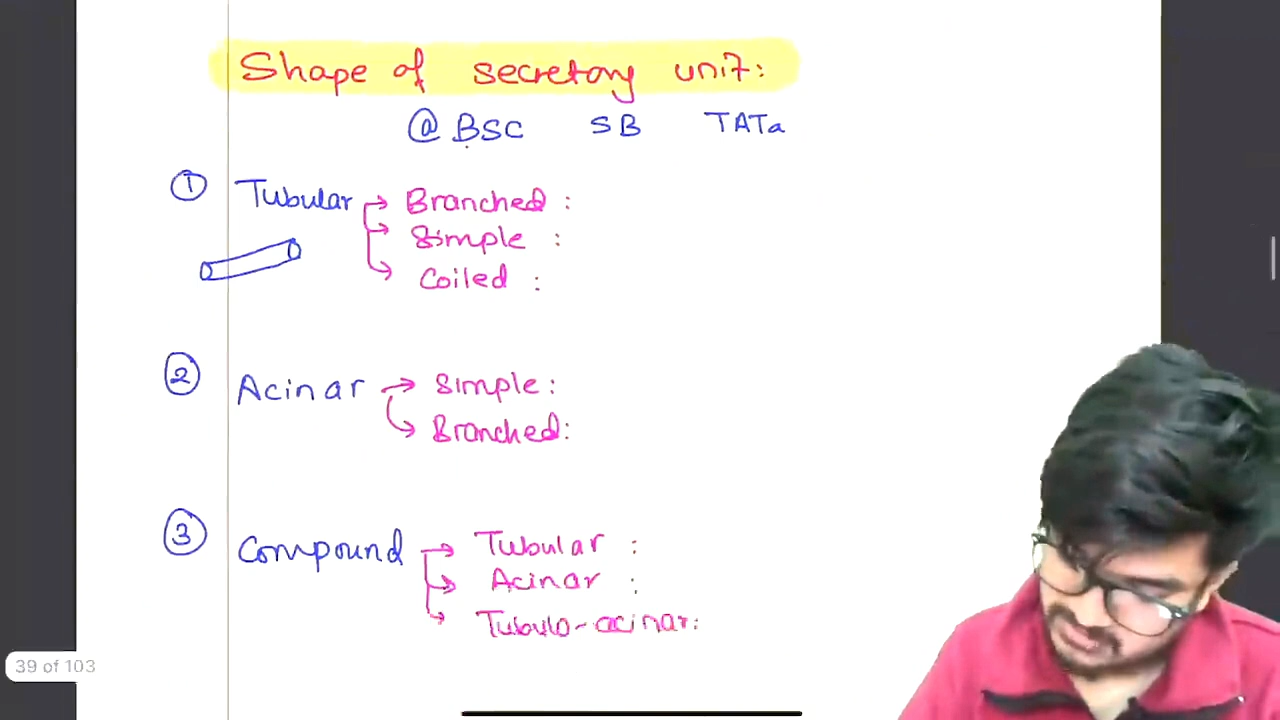 Shape of secretory unit:
@ BSC SB TATa
① Tubular → Branched :
→ Simple :
→ Coiled :
② Acinar → Simple :
→ Branched:
③ Compound → Tubular :
→ Acinar :
→ Tubulo-acinar:
39 of 103